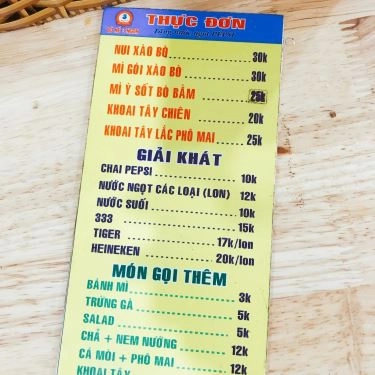 THỰC ĐƠN
NUI XÀO BÒ 30k
MÌ GÓI XÀO BÒ 30k
MÌ Ý SỐT BÒ BẰM 25k
KHOAI TÂY CHIÊN 20k
KHOAI TÂY LẮC PHÔ MAI 25k
GIẢI KHÁT
CHAI PEPSI 10k
NƯỚC NGỌT CÁC LOẠI (LON) 12k
NƯỚC SUỐI 10k
333 15k
TIGER 17k/lon
HEINEKEN 20k/lon
MÓN GỌI THÊM
BÁNH MÌ 3k
TRỨNG GÀ 5k
SALAD 5k
CHẢ + NEM NƯỚNG 12k
CÁ MÒI + PHÔ MAI 12k
KHOAI TÂY